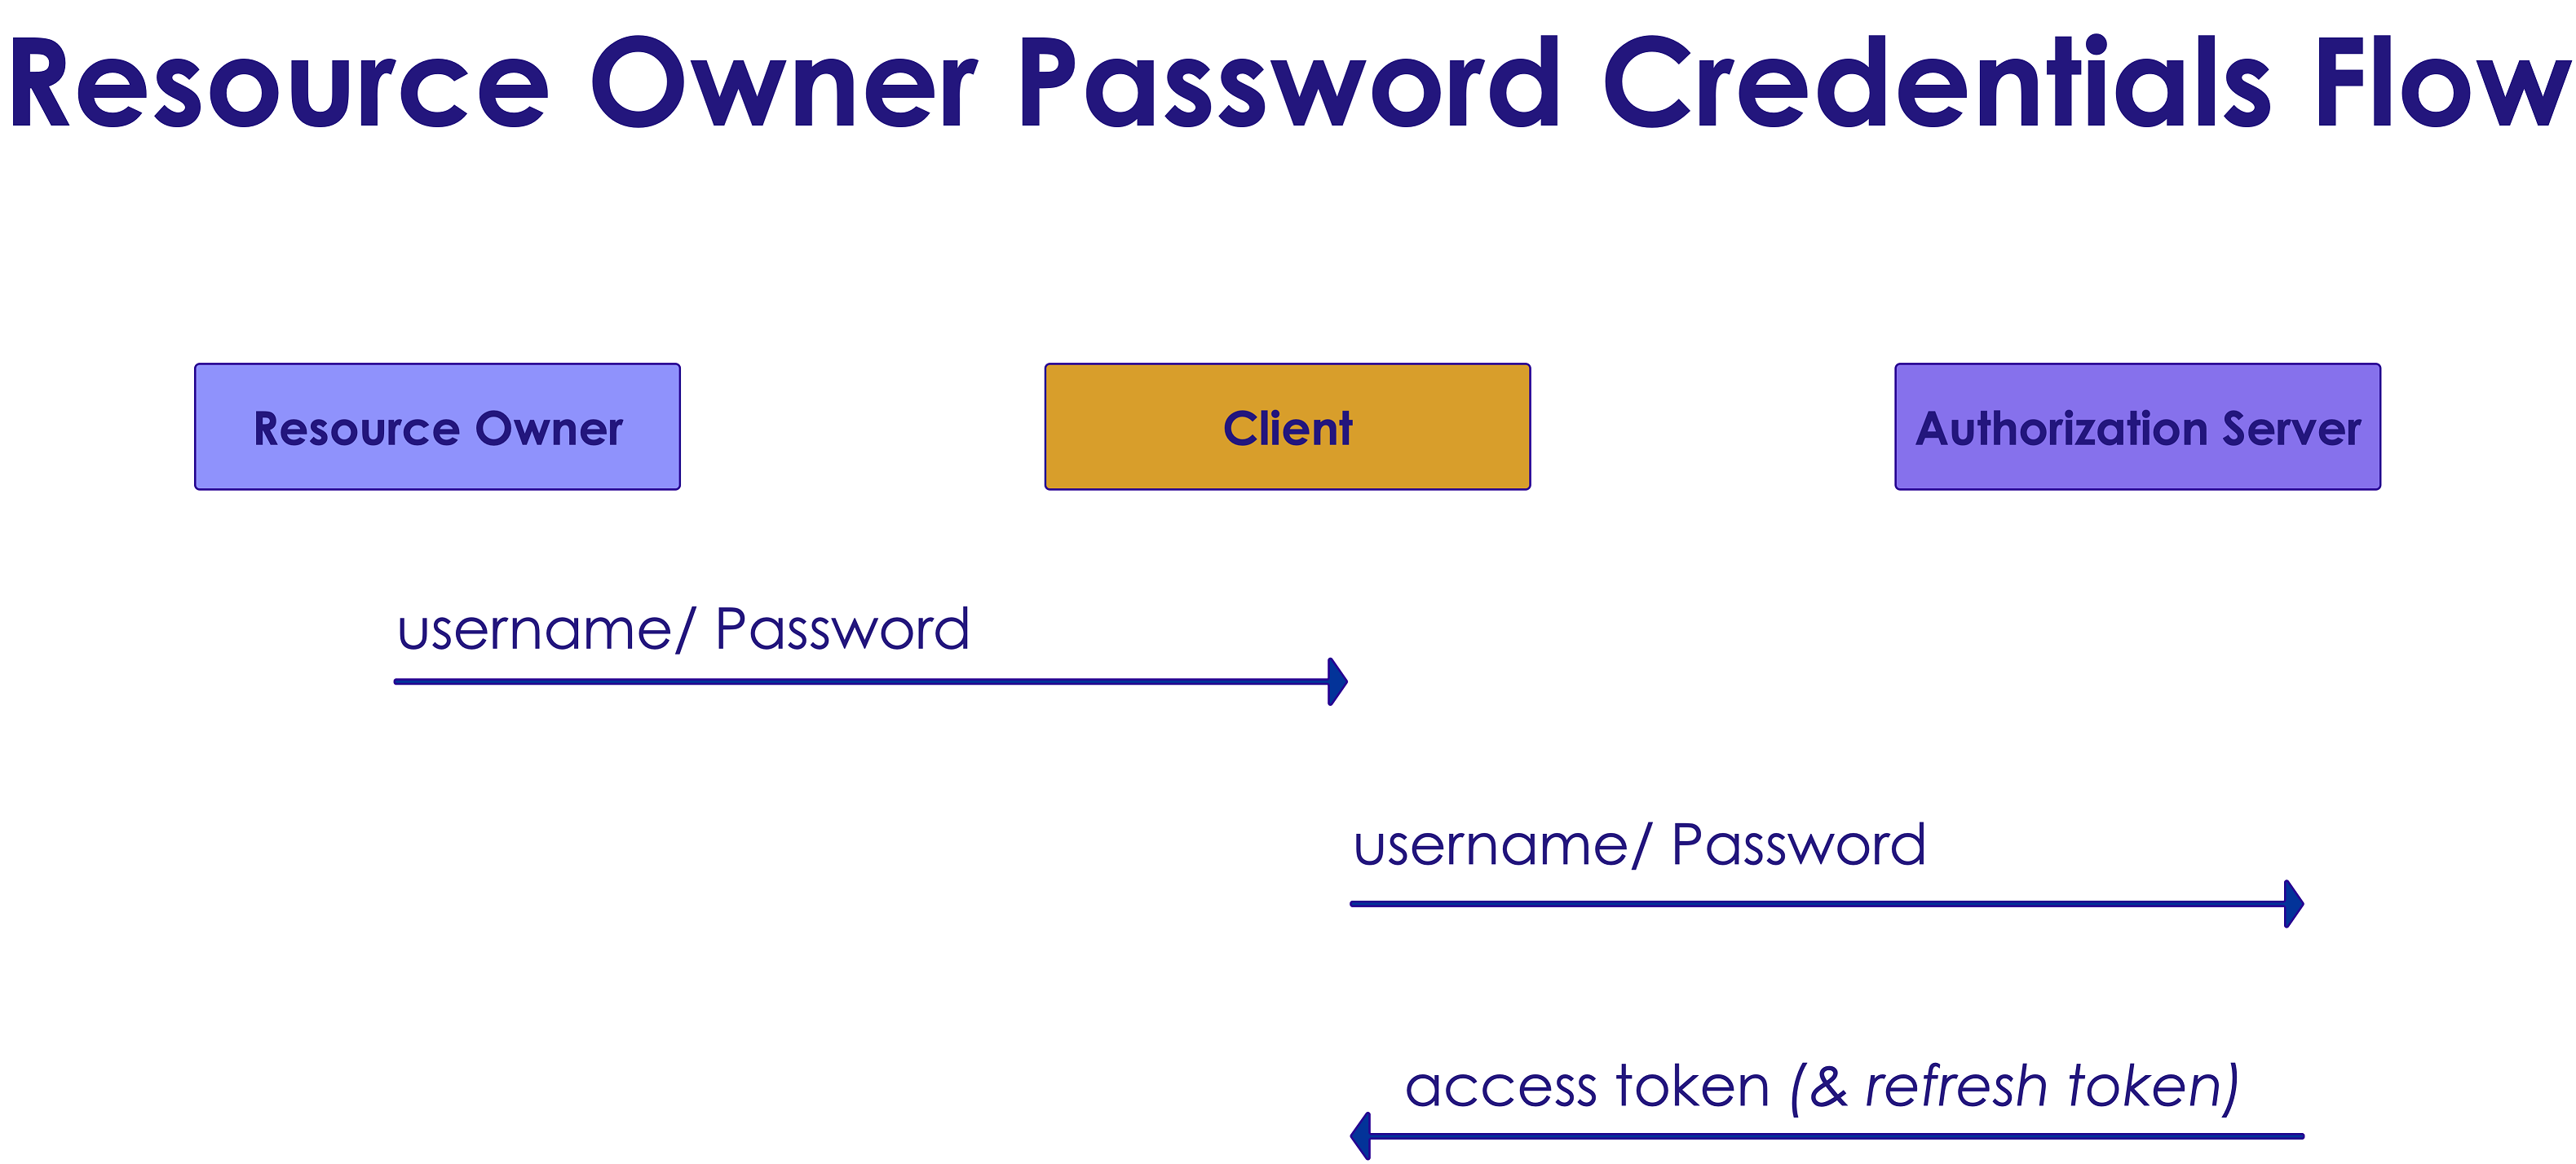 Resource Owner Password Credentials Flow
Resource Owner
Client
Authorization Server
username/ Password
username/ Password
access token (& refresh token)